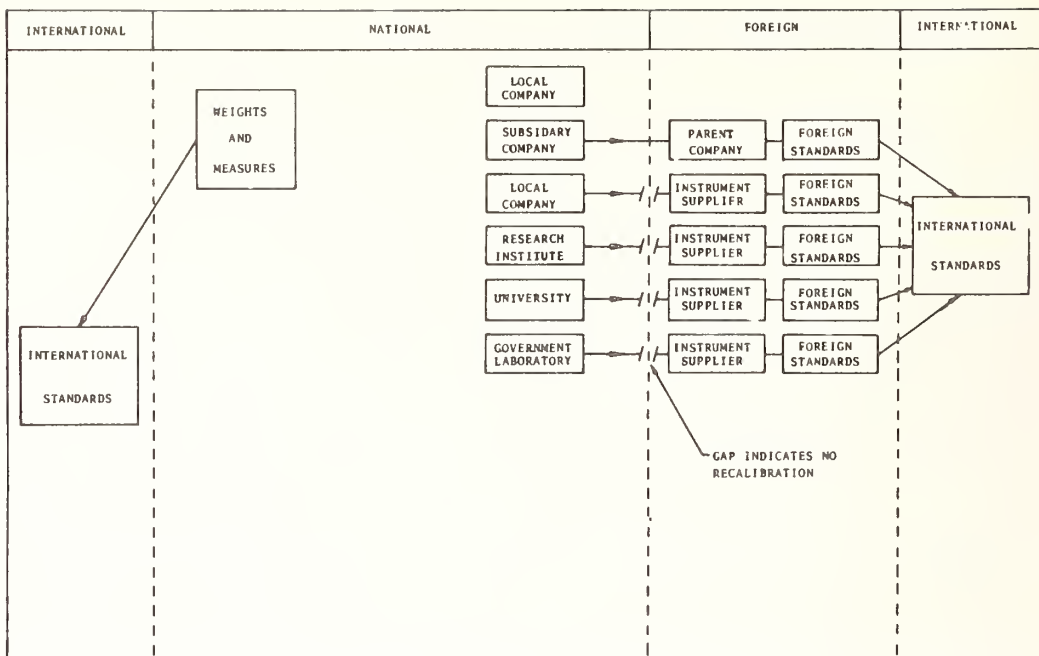 INTERNATIONAL
NATIONAL
FOREIGN
INTERNATIONAL
WEIGHTS
AND
MEASURES
INTERNATIONAL
STANDARDS
LOCAL
COMPANY
SUBSIDARY
COMPANY
PARENT
COMPANY
FOREIGN
STANDARDS
LOCAL
COMPANY
INSTRUMENT
SUPPLIER
FOREIGN
STANDARDS
RESEARCH
INSTITUTE
INSTRUMENT
SUPPLIER
FOREIGN
STANDARDS
UNIVERSITY
INSTRUMENT
SUPPLIER
FOREIGN
STANDARDS
GOVERNMENT
LABORATORY
INSTRUMENT
SUPPLIER
FOREIGN
STANDARDS
INTERNATIONAL
STANDARDS
GAP INDICATES NO
RECALIBRATION